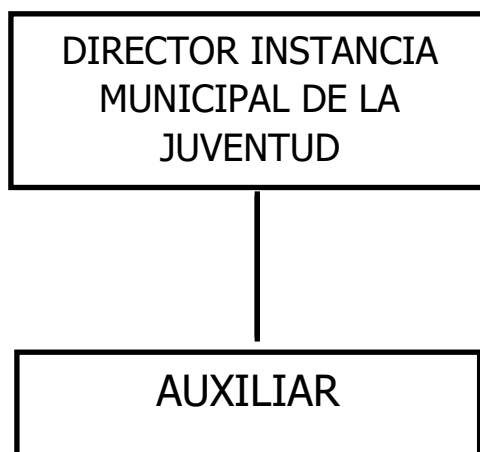 DIRECTOR INSTANCIA
MUNICIPAL DE LA
JUVENTUD
AUXILIAR